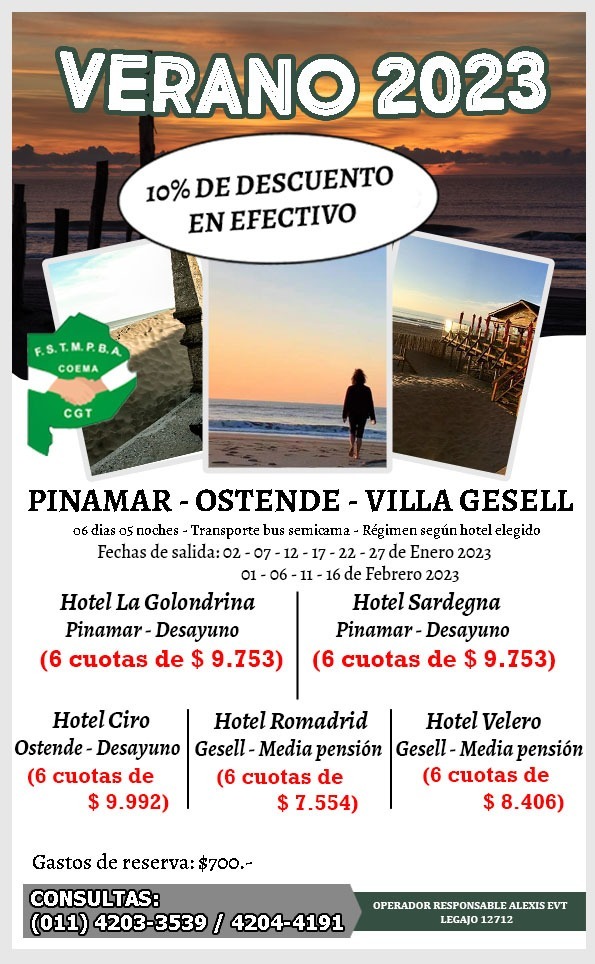 VERANO 2023
10% DE DESCUENTO
EN EFECTIVO
F.S.T.M.P.B.A.
COEMA
CGT
PINAMAR - OSTENDE - VILLA GESELL
06 dias 05 noches - Transporte bus semicama - Régimen según hotel elegido
Fechas de salida: 02 - 07 - 12 - 17 - 22 - 27 de Enero 2023
01 - 06 - 11 - 16 de Febrero 2023
Hotel La Golondrina
Pinamar - Desayuno
(6 cuotas de $ 9.753)
Hotel Sardegna
Pinamar - Desayuno
(6 cuotas de $ 9.753)
Hotel Ciro
Ostende - Desayuno
(6 cuotas de
$ 9.992)
Hotel Romadrid
Gesell - Media pensión
(6 cuotas de
$ 7.554)
Hotel Velero
Gesell - Media pensión
(6 cuotas de
$ 8.406)
Gastos de reserva: $700.-
CONSULTAS:
(011) 4203-3539 / 4204-4191
OPERADOR RESPONSABLE ALEXIS EVT
LEGAJO 12712